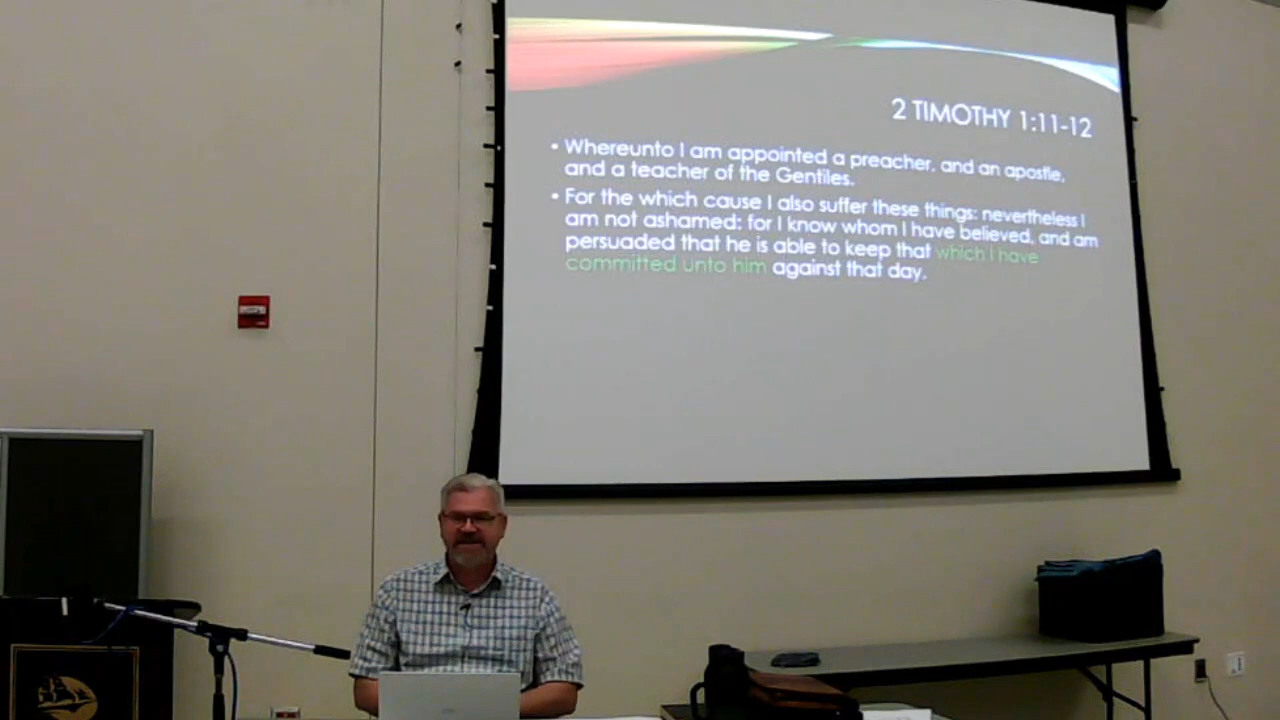 2 TIMOTHY 1:11-12
• Whereunto I am appointed a preacher, and an apostle,
and a teacher of the Gentiles.
• For the which cause I also suffer these things: nevertheless I
am not ashamed: for I know whom I have believed, and am
persuaded that he is able to keep that which I have
committed unto him against that day.